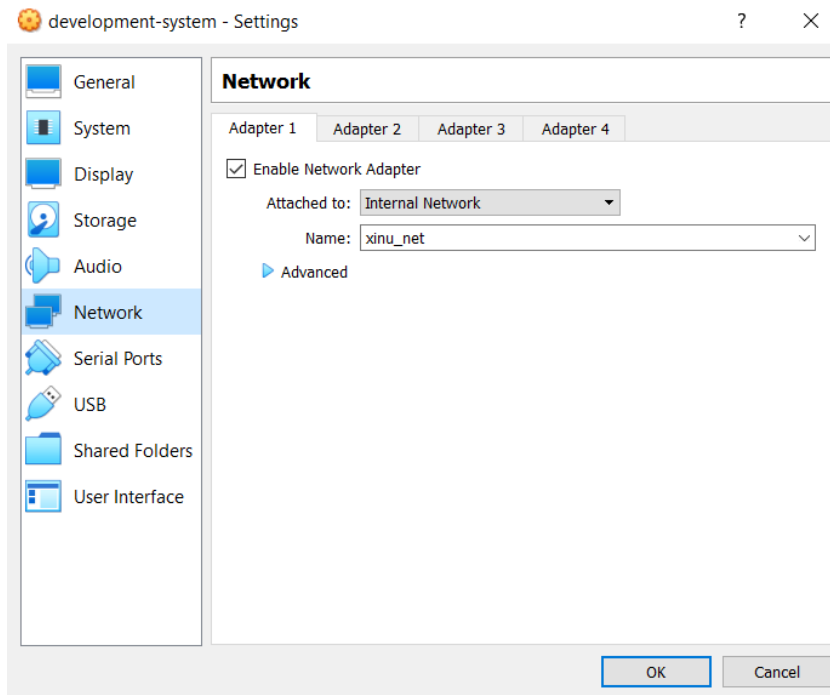 development-system - Settings
?
General
System
Display
Storage
Audio
Network
Serial Ports
USB
Shared Folders
User Interface
Network
Adapter 1 Adapter 2 Adapter 3 Adapter 4
Enable Network Adapter
Attached to: Internal Network
Name: xinu_net
Advanced
OK Cancel